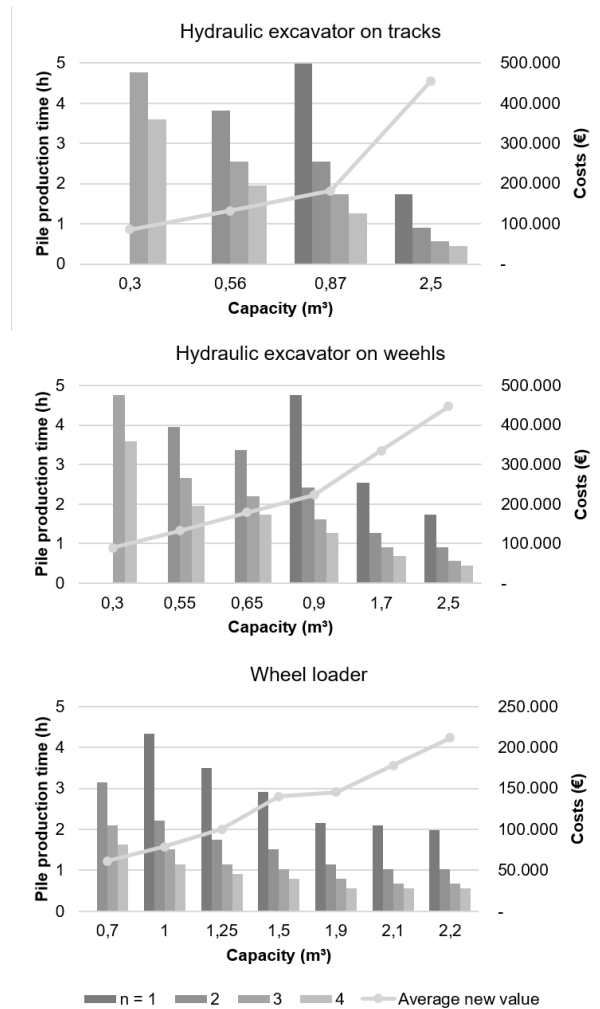 Hydraulic excavator on tracks
Pile production time (h)
5
4
3
2
1
0
500.000
400.000
300.000
200.000
100.000
-
Costs (€)
0,3 0,56 0,87 2,5
Capacity (m³)
Hydraulic excavator on weehls
Pile production time (h)
5
4
3
2
1
0
500.000
400.000
300.000
200.000
100.000
-
Costs (€)
0,3 0,55 0,65 0,9 1,7 2,5
Capacity (m³)
Wheel loader
Pile production time (h)
5
4
3
2
1
0
250.000
200.000
150.000
100.000
50.000
-
Costs (€)
0,7 1 1,25 1,5 1,9 2,1 2,2
Capacity (m³)
n = 1 2 3 4 Average new value